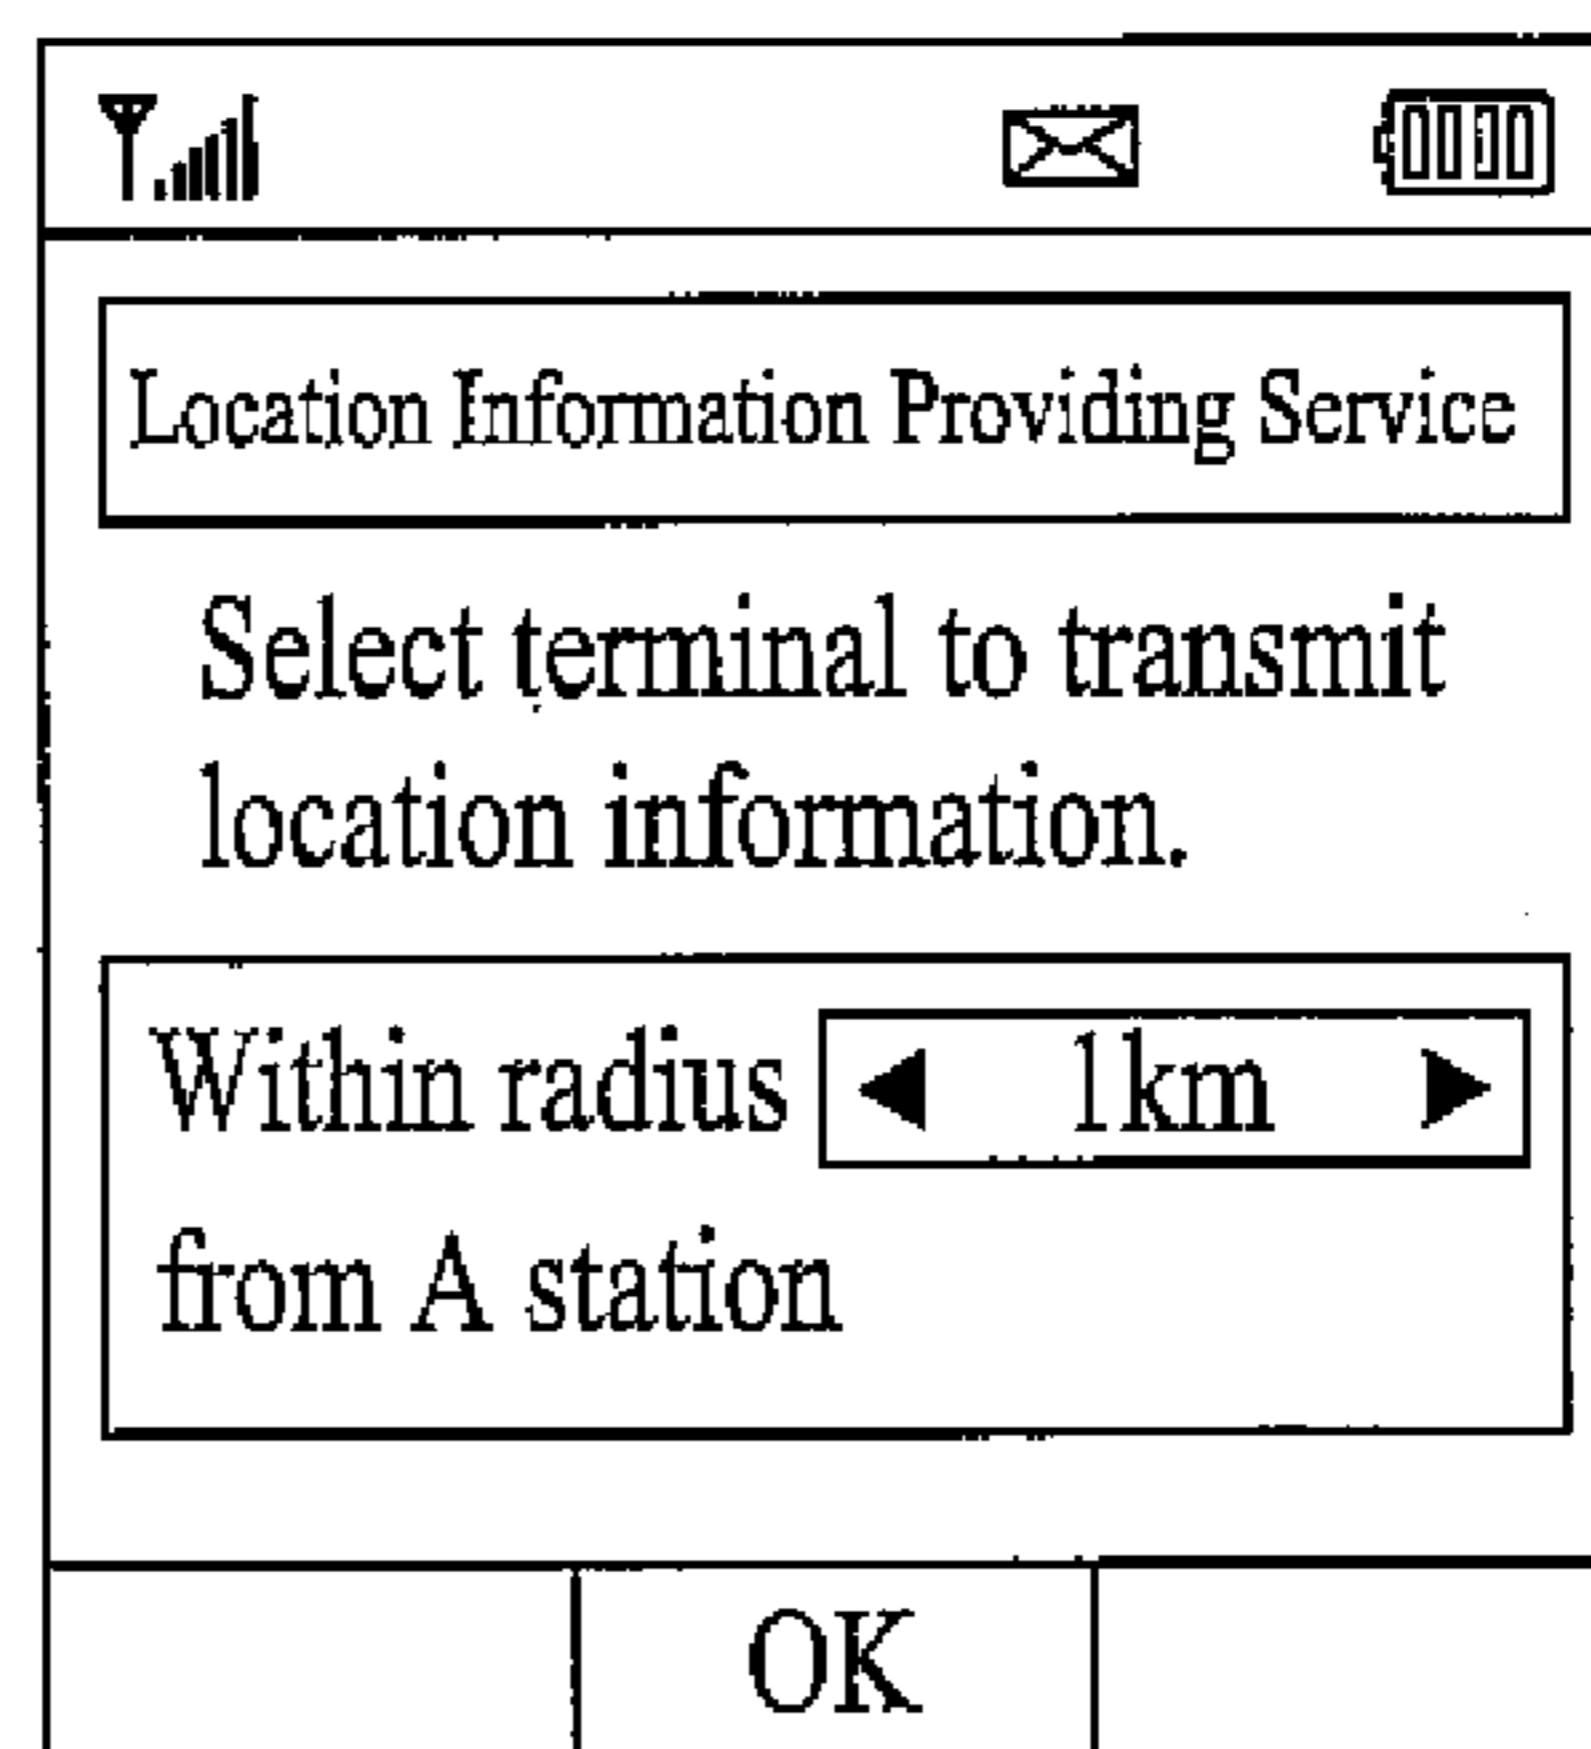 Location Information Providing Service
Select terminal to transmit
location information.
Within radius ◀ 1km ▶
from A station
OK